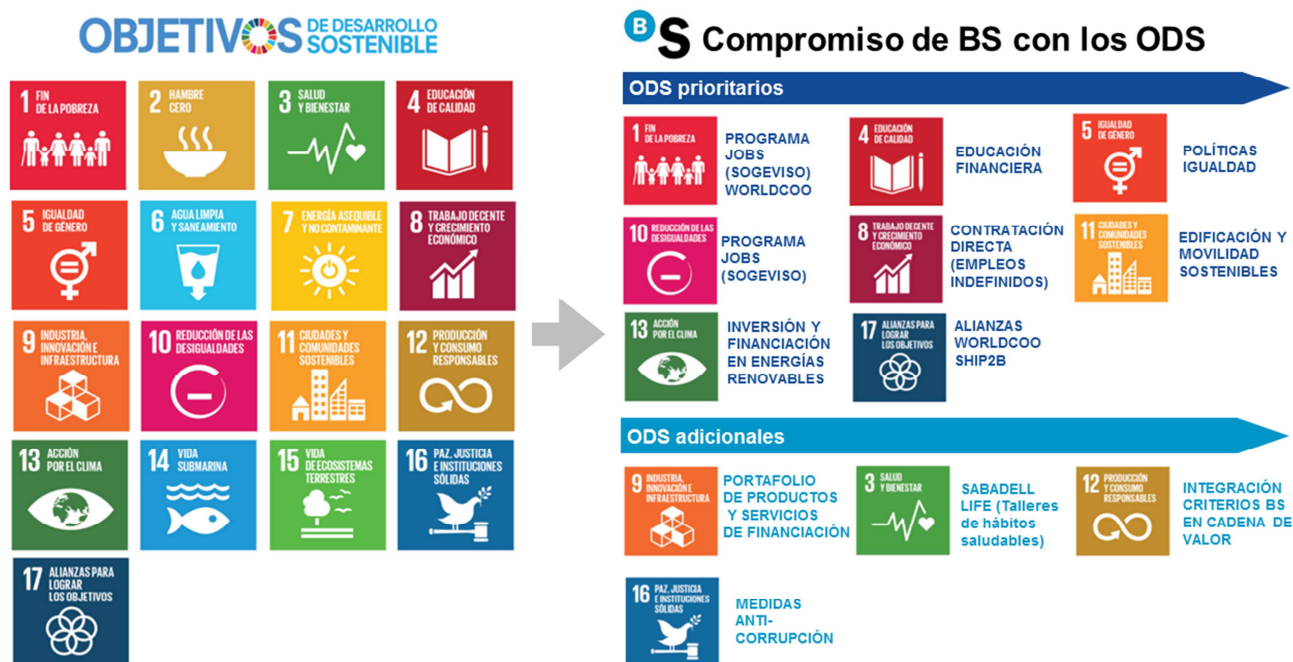 OBJETIVOS DE DESARROLLO
SOSTENIBLE
1 FIN
DE LA POBREZA
2 HAMBRE
CERO
3 SALUD
Y BIENESTAR
4 EDUCACIÓN
DE CALIDAD
5 IGUALDAD
DE GÉNERO
6 AGUA LIMPIA
Y SANEAMIENTO
7 ENERGÍA ASEQUIBLE
Y NO CONTAMINANTE
8 TRABAJO DECENTE
Y CRECIMIENTO
ECONÓMICO
9 INDUSTRIA,
INNOVACIÓN E
INFRAESTRUCTURA
10 REDUCCIÓN DE LAS
DESIGUALDADES
11 CIUDADES Y
COMUNIDADES
SOSTENIBLES
12 PRODUCCIÓN
Y CONSUMO
RESPONSABLES
13 ACCIÓN
POR EL CLIMA
14 VIDA
SUBMARINA
15 VIDA
DE ECOSISTEMAS
TERRESTRES
16 PAZ, JUSTICIA
E INSTITUCIONES
SÓLIDAS
17 ALIANZAS PARA
LOGRAR
LOS OBJETIVOS
BS Compromiso de BS con los ODS
ODS prioritarios
1 FIN
DE LA POBREZA
PROGRAMA
JOBS
(SOGEVISO)
WORLDCOO
4 EDUCACIÓN
DE CALIDAD
EDUCACIÓN
FINANCIERA
5 IGUALDAD
DE GÉNERO
POLÍTICAS
IGUALDAD
10 REDUCCIÓN DE LAS
DESIGUALDADES
PROGRAMA
JOBS
(SOGEVISO)
8 TRABAJO DECENTE
Y CRECIMIENTO
ECONÓMICO
CONTRATACIÓN
DIRECTA
(EMPLEOS
INDEFINIDOS)
11 CIUDADES Y
COMUNIDADES
SOSTENIBLES
EDIFICACIÓN Y
MOVILIDAD
SOSTENIBLES
13 ACCIÓN
POR EL CLIMA
INVERSIÓN Y
FINANCIACIÓN
EN ENERGÍAS
RENOVABLES
17 ALIANZAS PARA
LOGRAR
LOS OBJETIVOS
ALIANZAS
WORLDCOO
SHIP2B
ODS adicionales
9 INDUSTRIA,
INNOVACIÓN E
INFRAESTRUCTURA
PORTAFOLIO
DE PRODUCTOS
Y SERVICIOS
DE FINANCIACIÓN
3 SALUD
Y BIENESTAR
SABADELL
LIFE (Talleres
de hábitos
saludables)
12 PRODUCCIÓN
Y CONSUMO
RESPONSABLES
INTEGRACIÓN
CRITERIOS BS
EN CADENA DE
VALOR
16 PAZ, JUSTICIA
E INSTITUCIONES
SÓLIDAS
MEDIDAS
ANTI-
CORRUPCIÓN